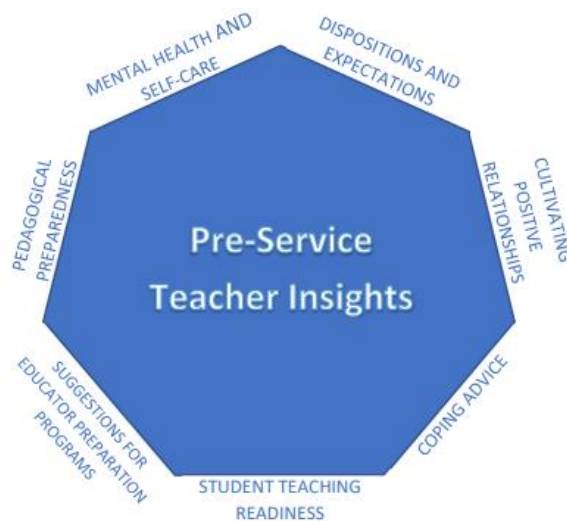 MENTAL HEALTH AND
SELF-CARE
DISPOSITIONS AND
EXPECTATIONS
CULTIVATING
POSITIVE
RELATIONSHIPS
PEDAGOGICAL
PREPAREDNESS
Pre-Service
Teacher Insights
COPING ADVICE
SUGGESTIONS FOR
EDUCATOR PREPARATION
PROGRAMS
STUDENT TEACHING
READINESS